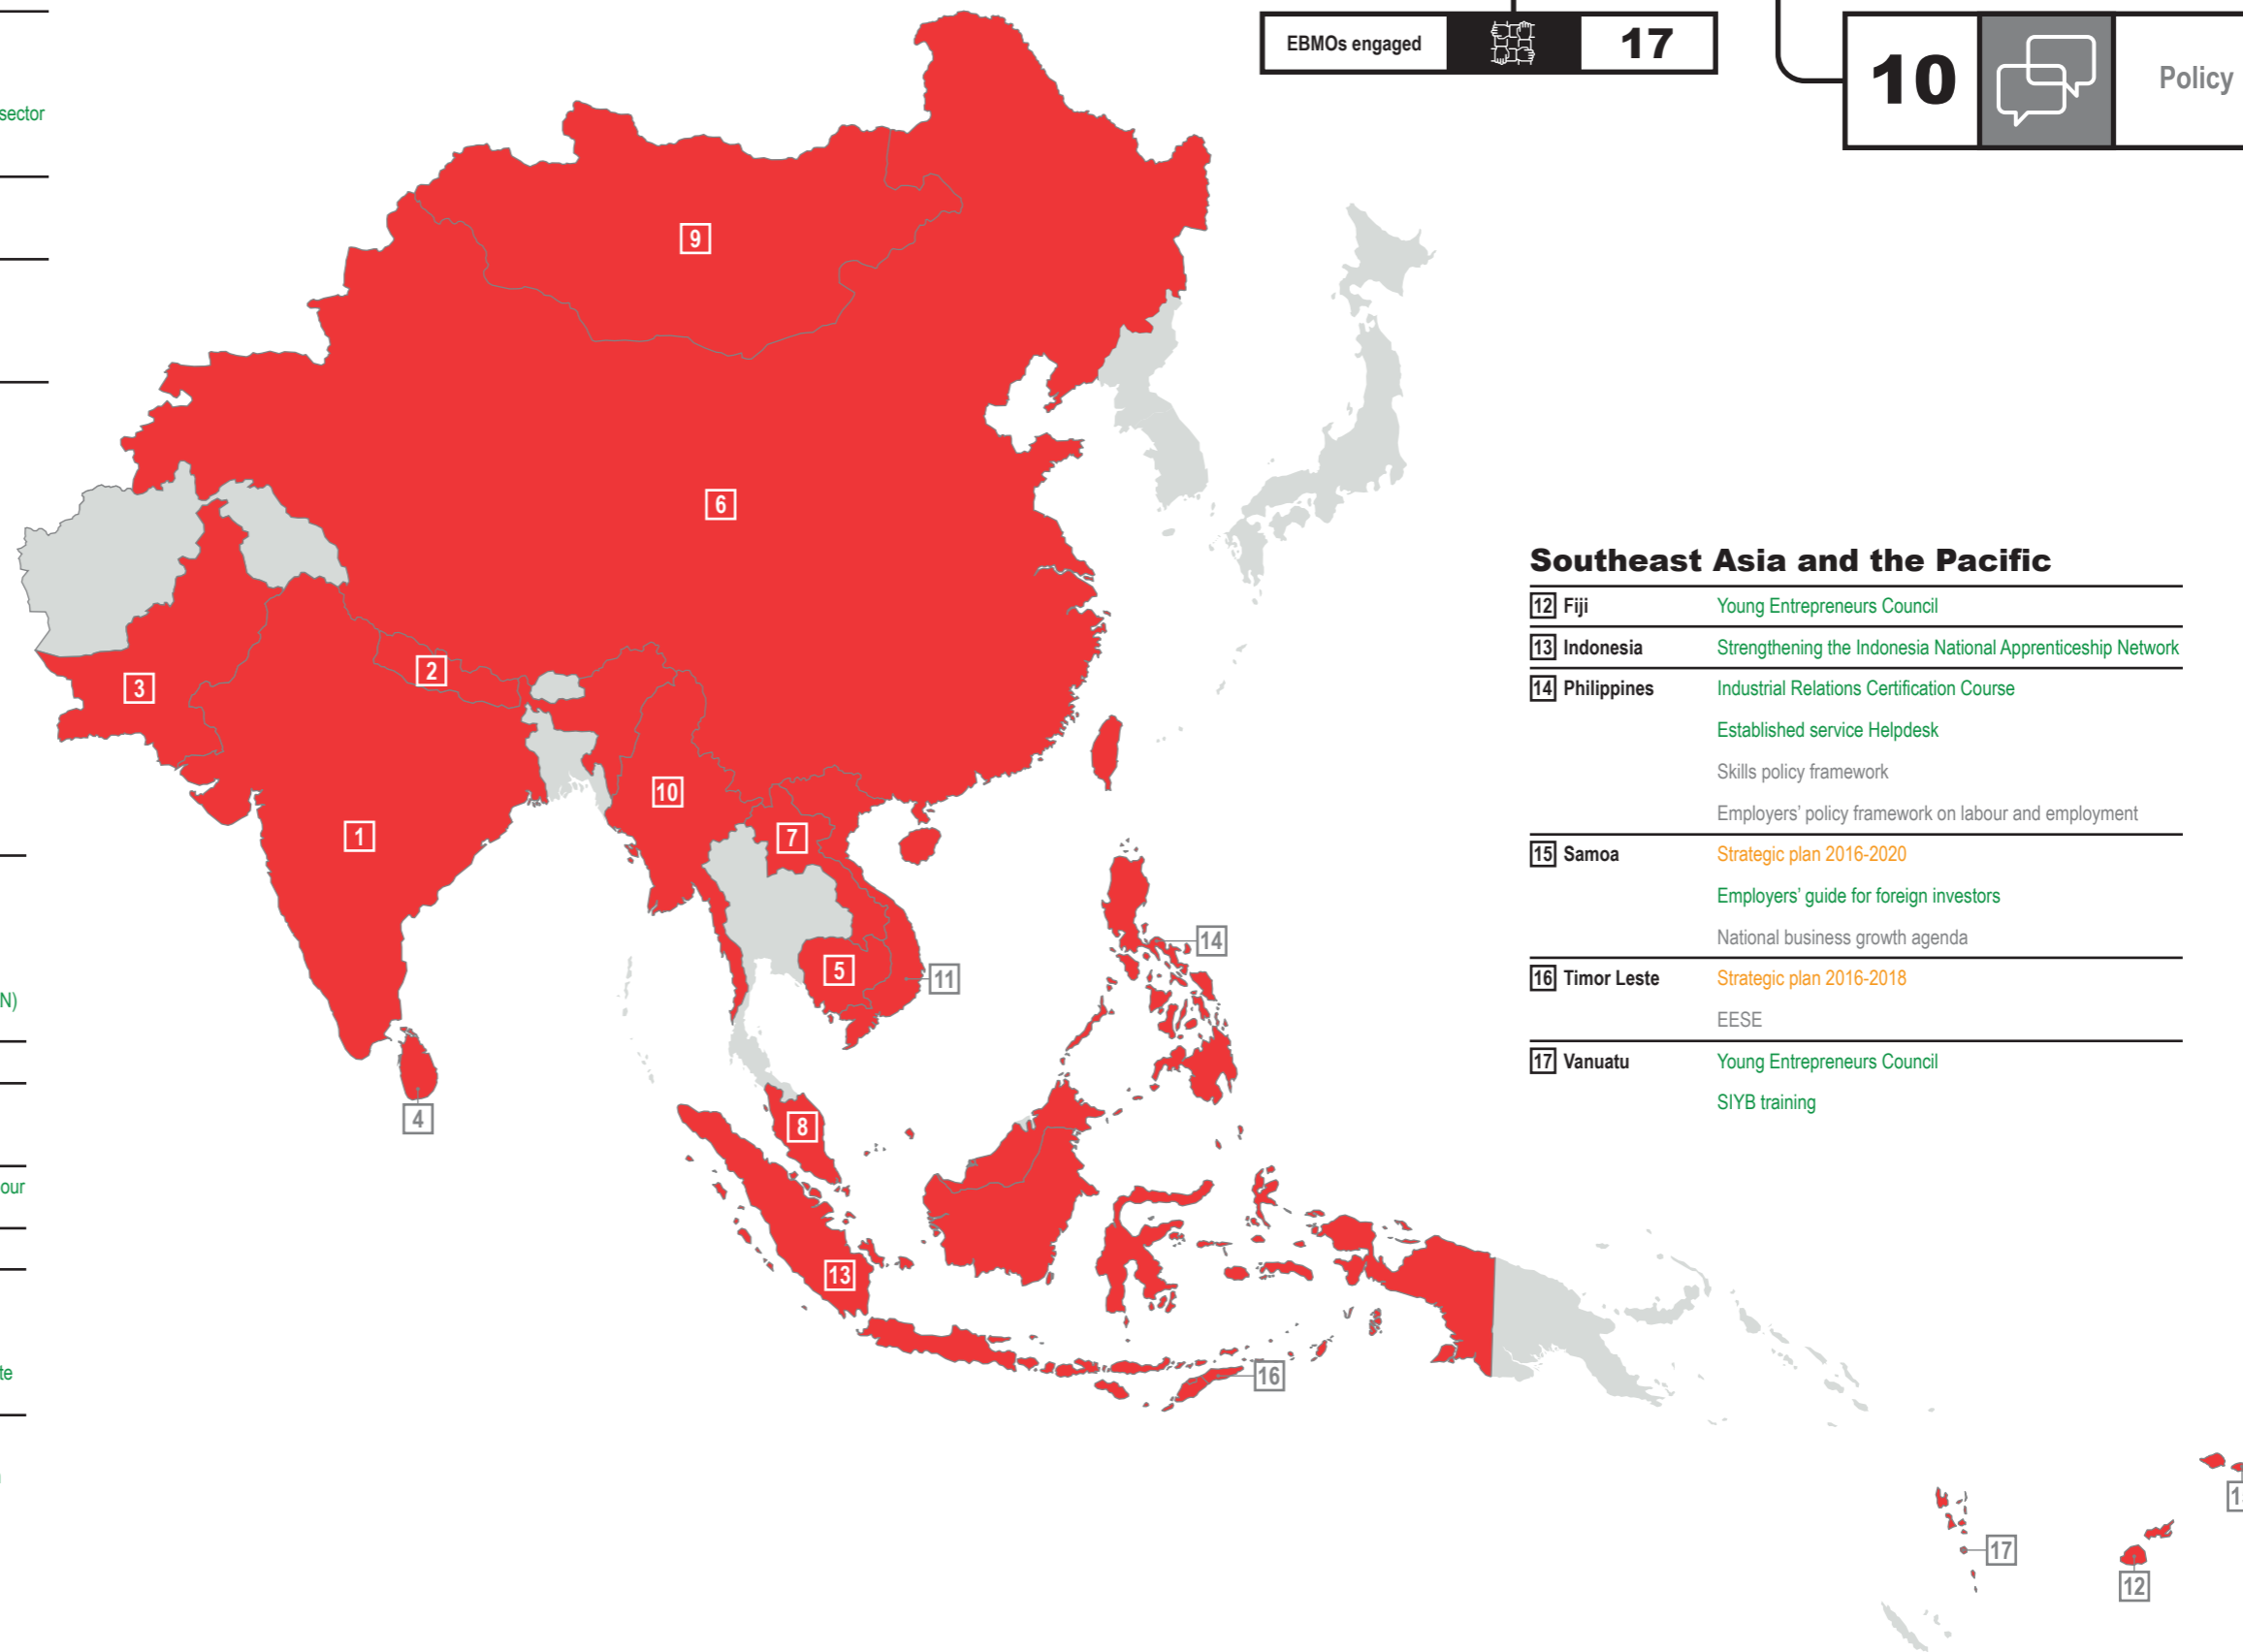 EBMOs engaged 17
10 Policy
sector
N)
our
te
9
6
3
2
10
1
7
5
11
14
4
8
13
16
17
12
Southeast Asia and the Pacific
12 Fiji Young Entrepreneurs Council
13 Indonesia Strengthening the Indonesia National Apprenticeship Network
14 Philippines Industrial Relations Certification Course
Established service Helpdesk
Skills policy framework
Employers' policy framework on labour and employment
15 Samoa Strategic plan 2016-2020
Employers' guide for foreign investors
National business growth agenda
16 Timor Leste Strategic plan 2016-2018
EESE
17 Vanuatu Young Entrepreneurs Council
SIYB training